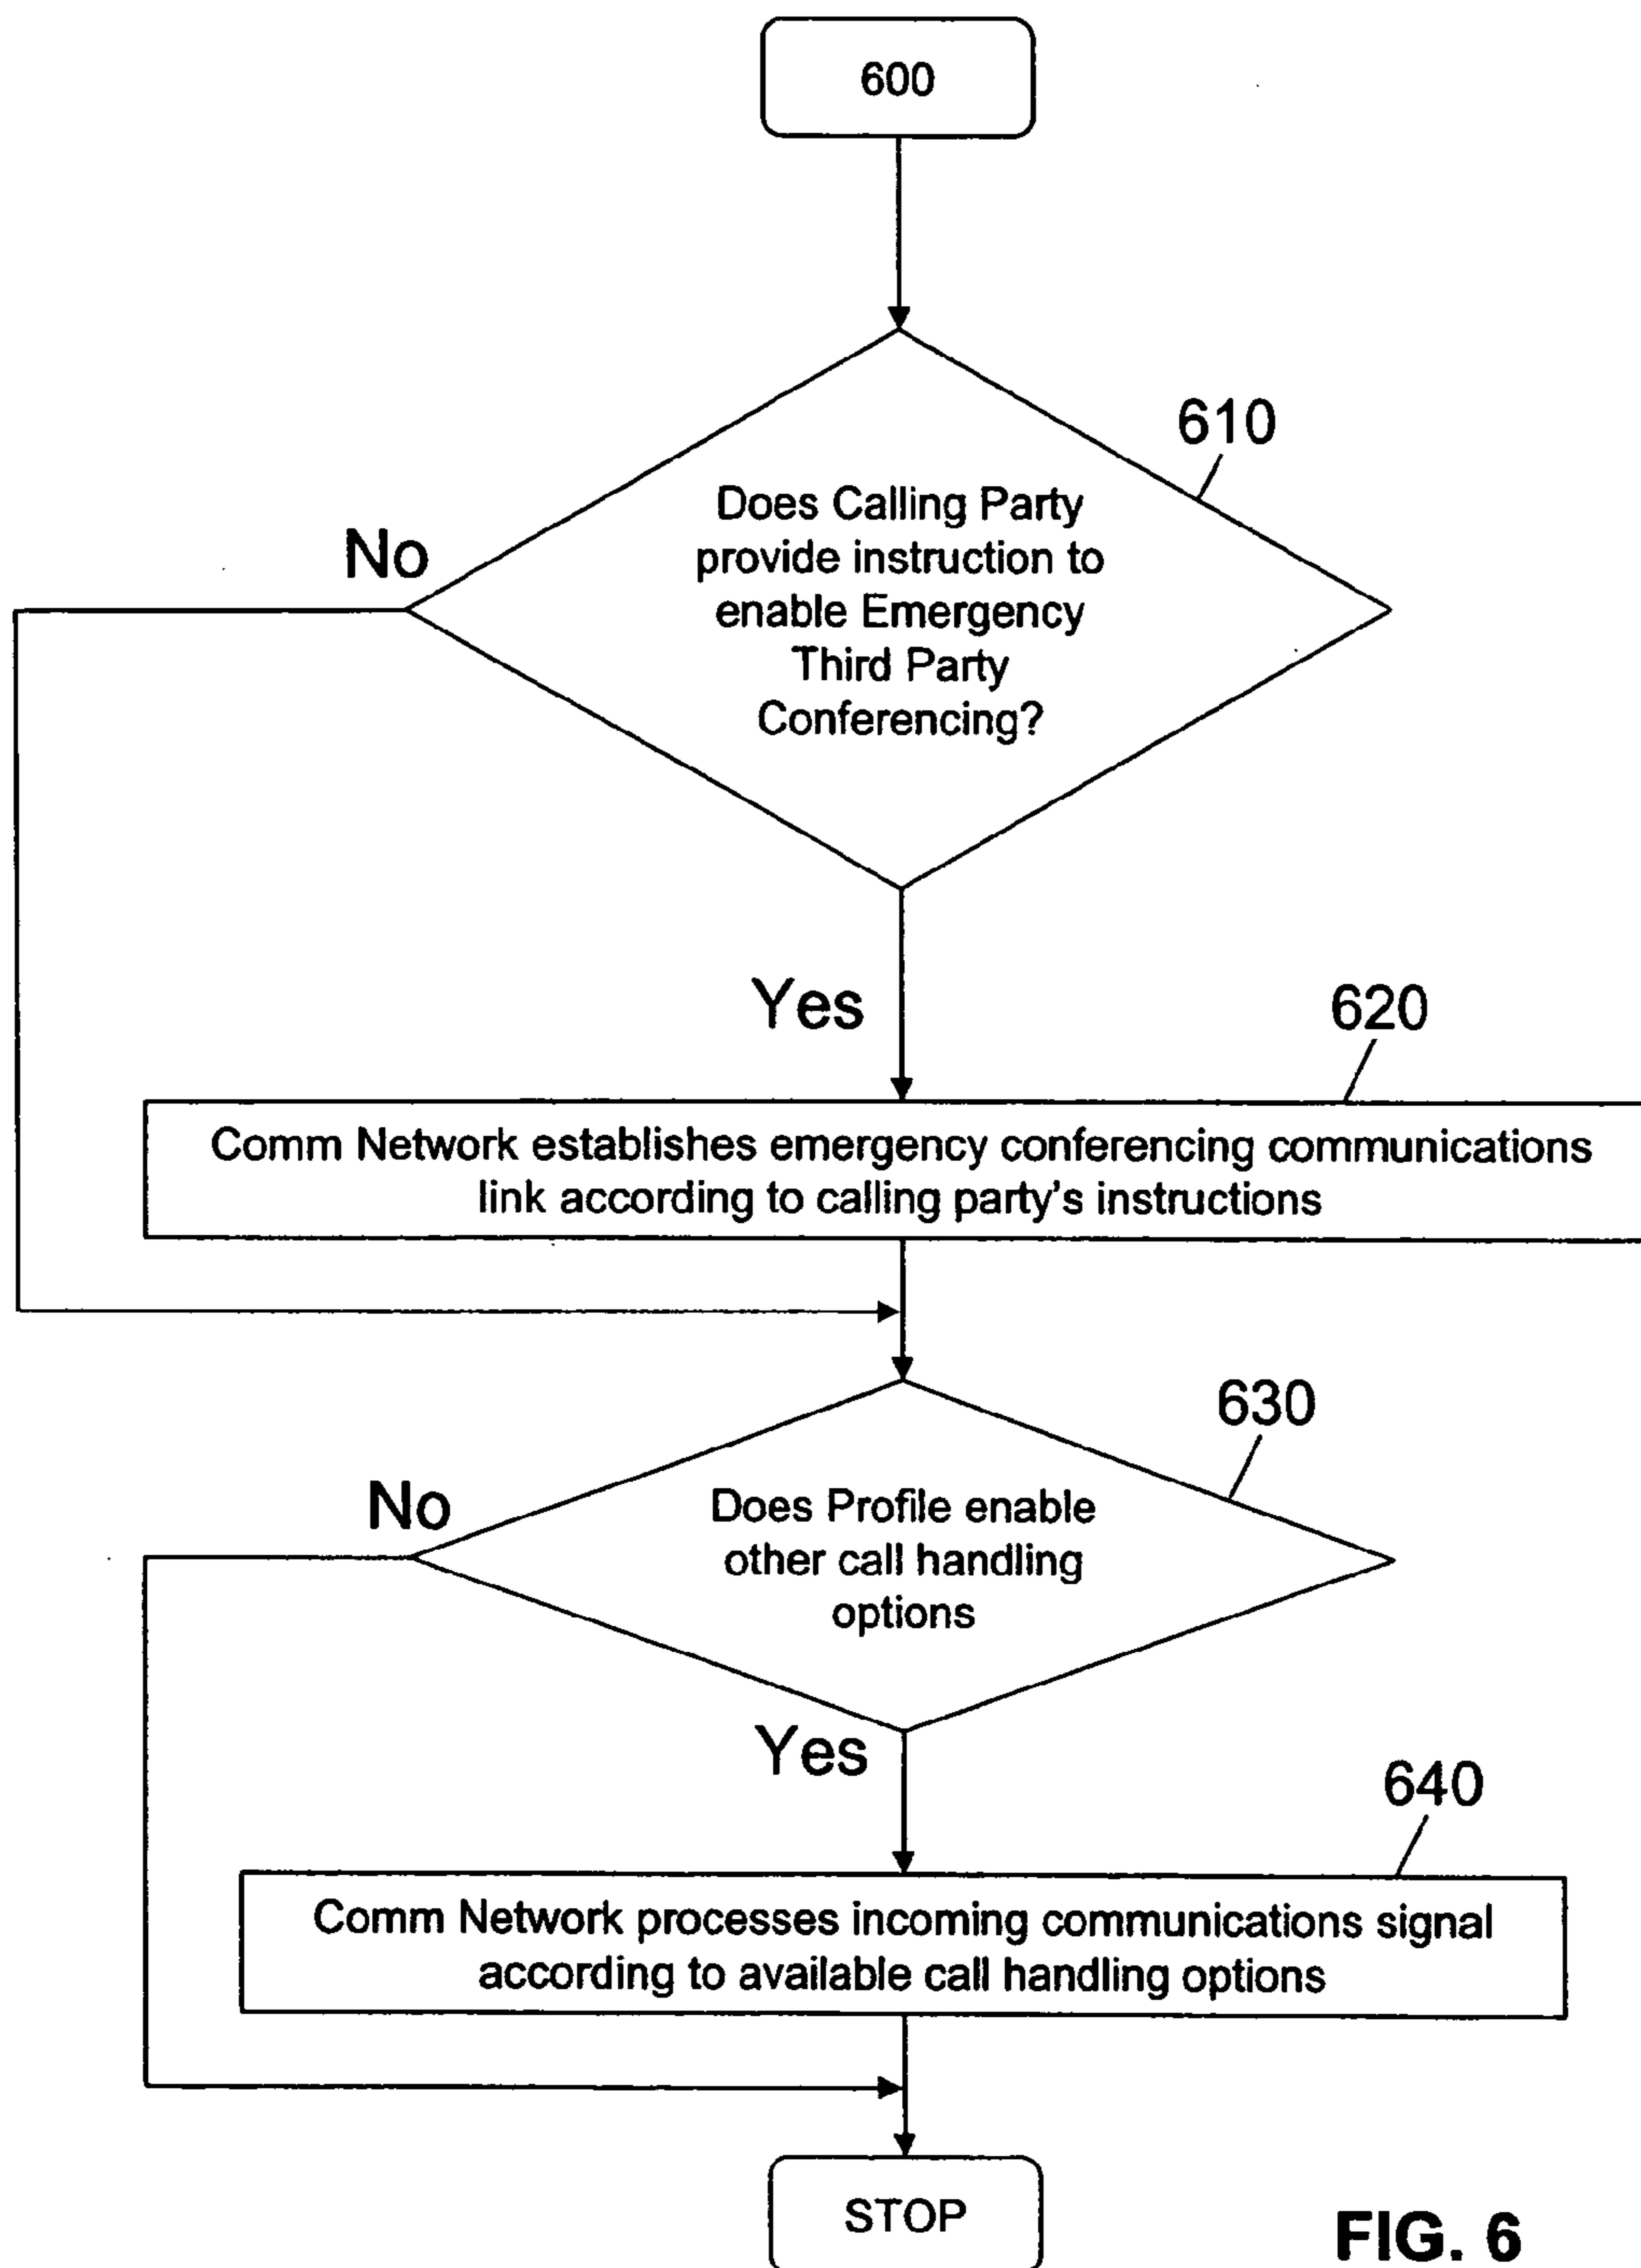 600
610
Does Calling Party
provide instruction to
enable Emergency
Third Party
Conferencing?
No
Yes
620
Comm Network establishes emergency conferencing communications
link according to calling party's instructions
630
Does Profile enable
other call handling
options
No
Yes
640
Comm Network processes incoming communications signal
according to available call handling options
STOP
FIG. 6